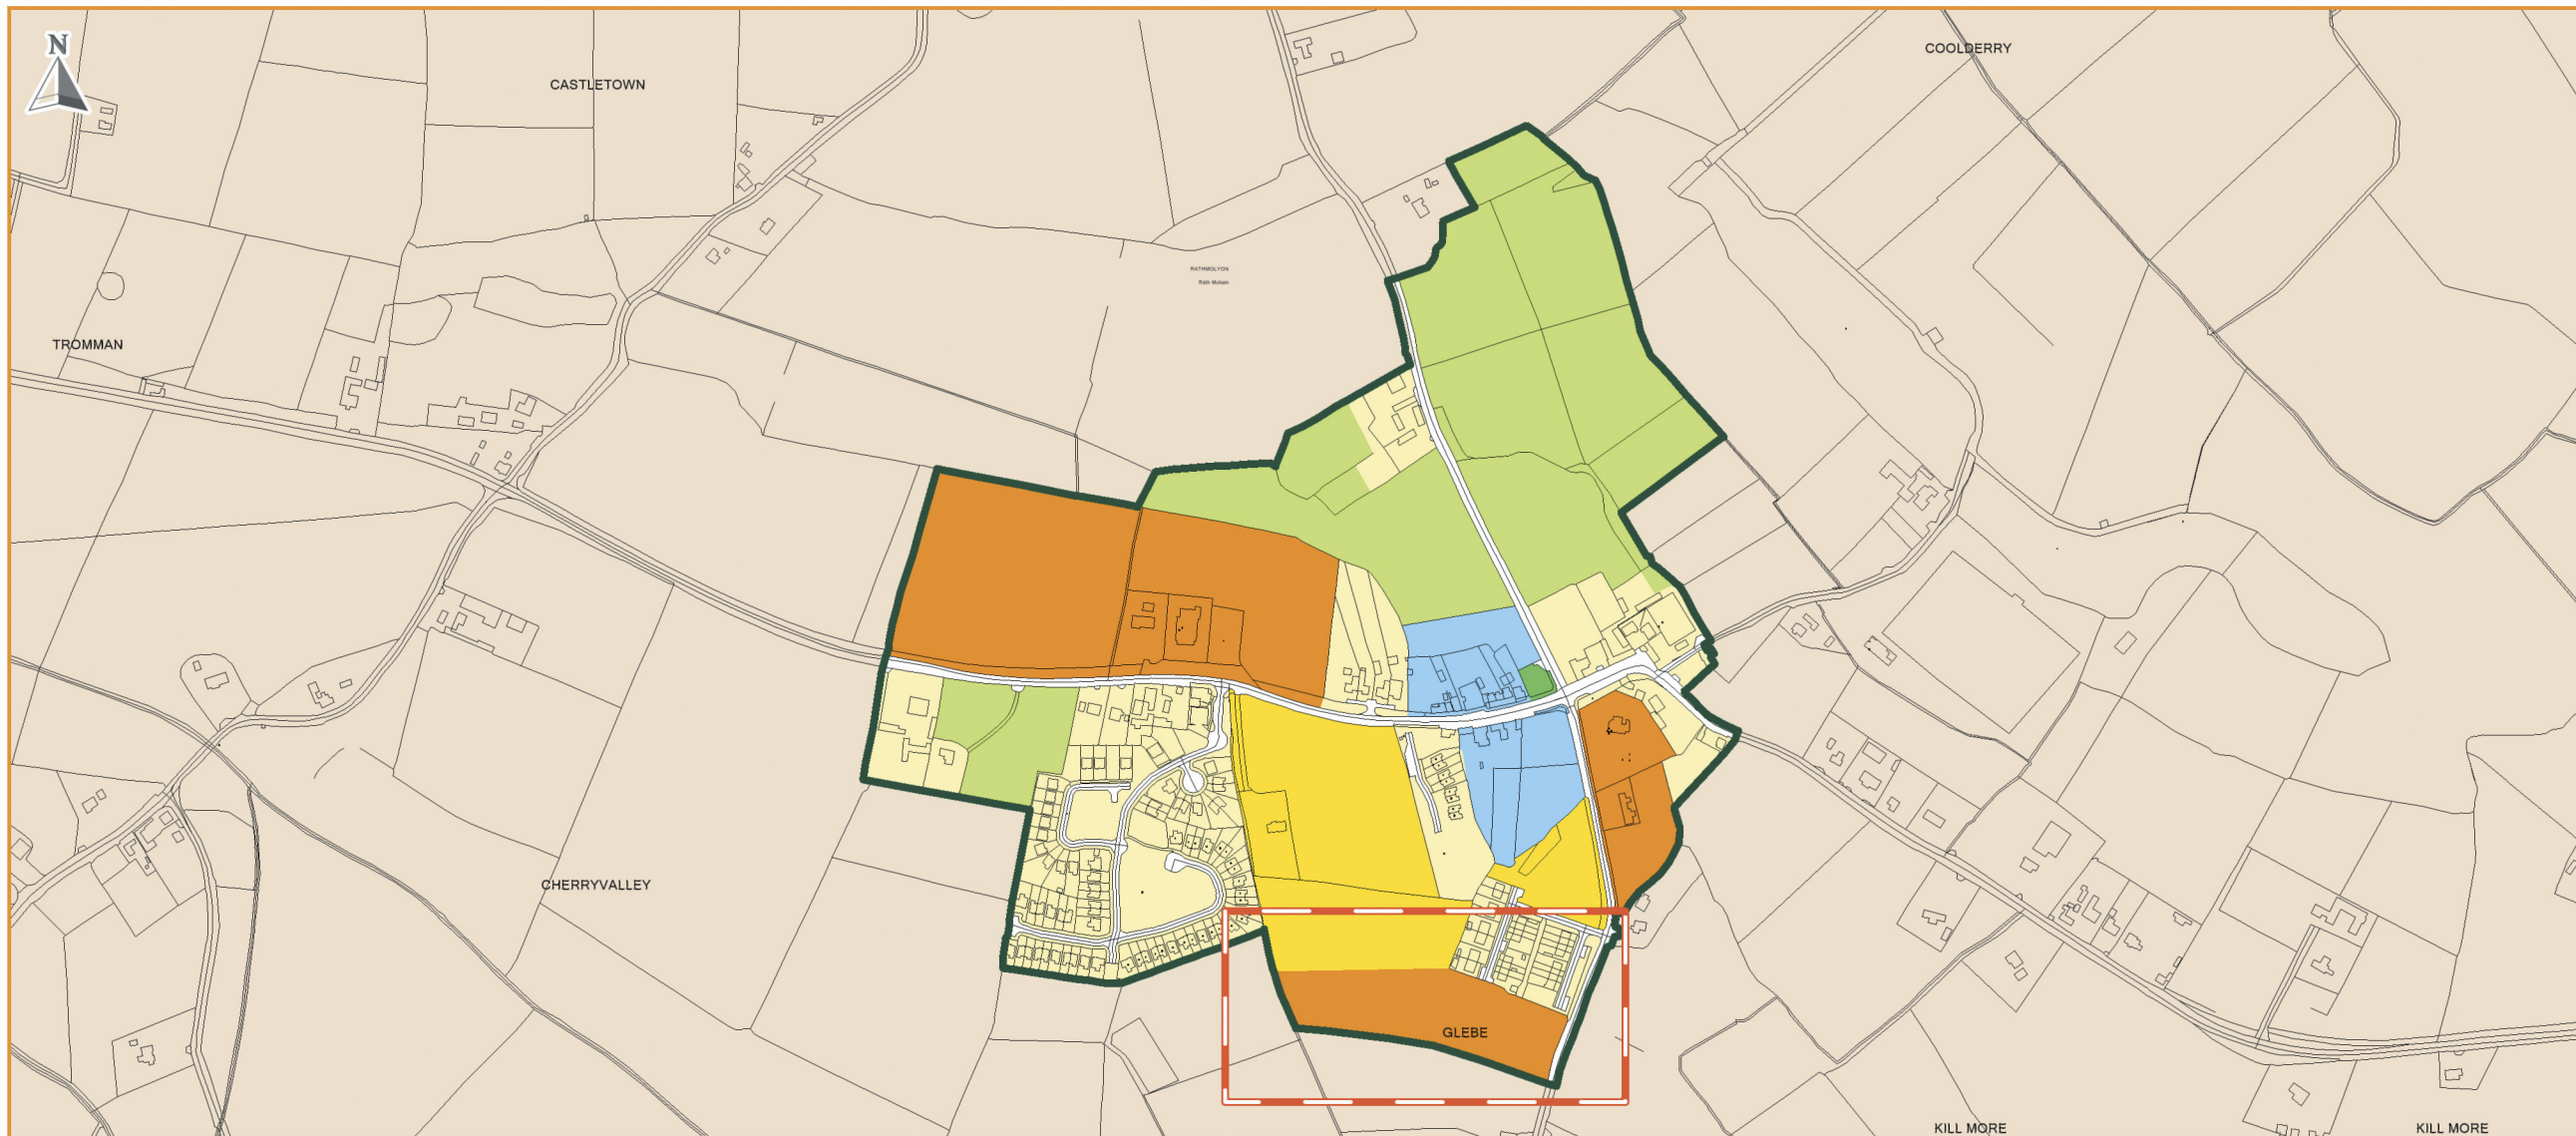 N
COOLDERRY
CASTLETOWN
RATHMOLYON
Ráth Moliain
TROMMAN
CHERRYVALLEY
GLEBE
KILL MORE
KILL MORE